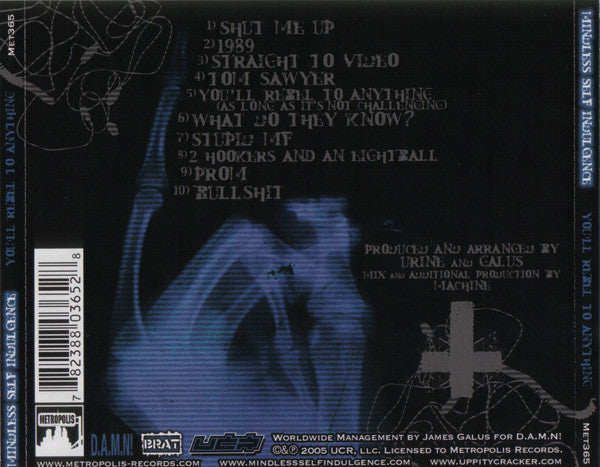 1) SHUT ME UP
2) 1989
3) STRAIGHT TO VIDEO
4) TOM SAWYER
5) YOU'LL REBEL TO ANYTHING
(AS LONG AS IT'S NOT CHALLENGING)
6) WHAT DO THEY KNOW?
7) STUPID MF
8) 2 HOOKERS AND AN EIGHTBALL
9) PROM
10) BULLSHIT
PRODUCED AND ARRANGED BY
URINE AND GALUS
MIX AND ADDITIONAL PRODUCTION BY
MACHINE
MET365
MINDLESS SELF INDULGENCE YOU'LL REBEL TO ANYTHING
MINDLESS SELF INDULGENCE YOU'LL REBEL TO ANYTHING
MET365
7 82388 03652 8
METROPOLIS
D.A.M.N!
BRAT
UCR
WORLDWIDE MANAGEMENT BY JAMES GALUS FOR D.A.M.N!
©&℗ 2005 UCR, LLC. LICENSED TO METROPOLIS RECORDS.
WWW.METROPOLIS-RECORDS.COM WWW.MINDLESSSELFINDULGENCE.COM WWW.UPPITYCRACKER.COM